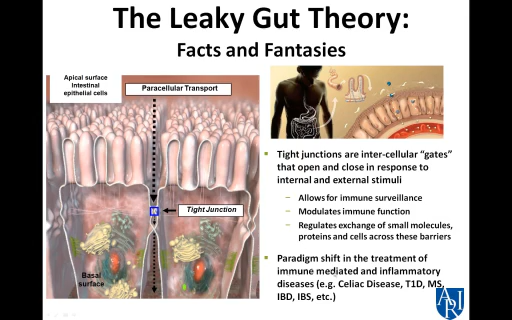 The Leaky Gut Theory:
Facts and Fantasies
Apical surface
Intestinal
epithelial cells
Paracellular Transport
Tight Junction
Basal
surface
Tight junctions are inter-cellular “gates”
that open and close in response to
internal and external stimuli
– Allows for immune surveillance
– Modulates immune function
– Regulates exchange of small molecules,
proteins and cells across these barriers
Paradigm shift in the treatment of
immune mediated and inflammatory
diseases (e.g. Celiac Disease, T1D, MS,
IBD, IBS, etc.)